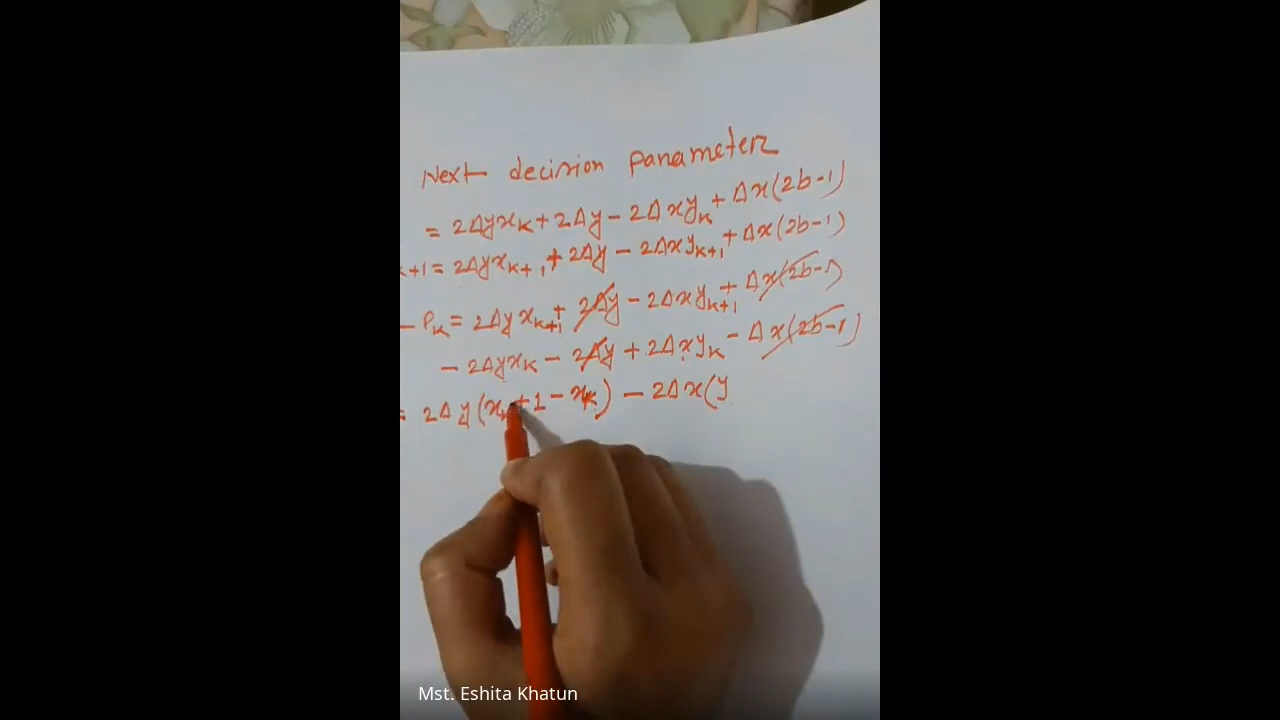 Next decision parameter
= 2Δyxₖ + 2Δy - 2Δxyₖ + Δx(2b-1)
ₖ₊₁ = 2Δyxₖ₊₁ + 2Δy - 2Δxyₖ₊₁ + Δx(2b-1)
- Pₖ = 2Δyxₖ₊₁ + 2Δy - 2Δxyₖ₊₁ + Δx(2b-1)
- 2Δyxₖ - 2Δy + 2Δxyₖ - Δx(2b-1)
= 2Δy(xₖ+1 - xₖ) - 2Δx(y
Mst. Eshita Khatun